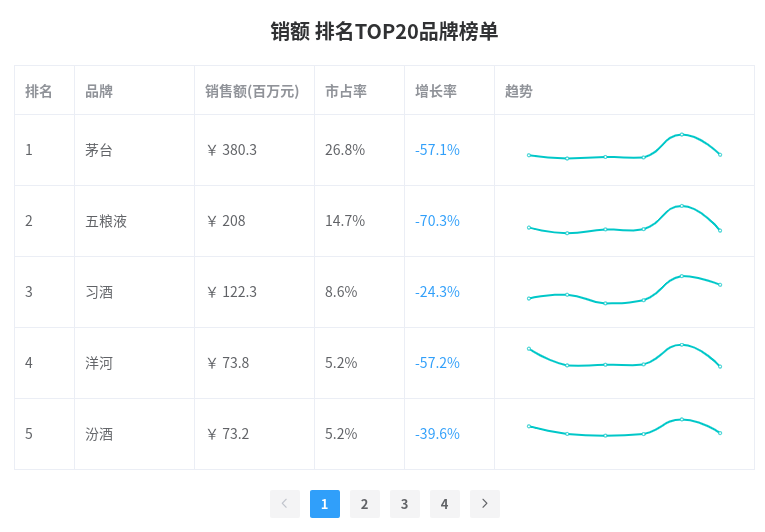 销额 排名TOP20品牌榜单
排名 品牌 销售额(百万元) 市占率 增长率 趋势
1 茅台 ￥ 380.3 26.8% -57.1%
2 五粮液 ￥ 208 14.7% -70.3%
3 习酒 ￥ 122.3 8.6% -24.3%
4 洋河 ￥ 73.8 5.2% -57.2%
5 汾酒 ￥ 73.2 5.2% -39.6%
1 2 3 4